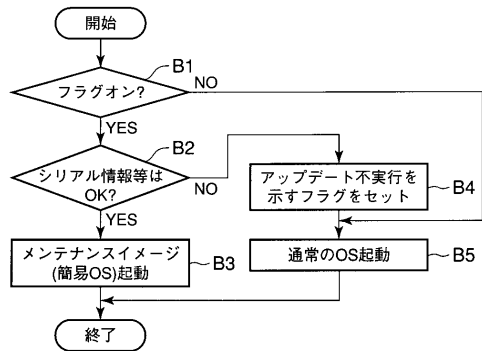 開始
B1
フラグオン?
NO
YES
B2
シリアル情報等は
OK?
NO
YES
アップデート不実行を
示すフラグをセット
B4
メンテナンスイメージ
(簡易OS)起動
B3
通常のOS起動
B5
終了